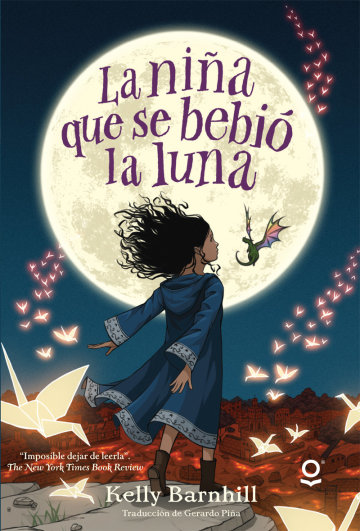 La niña
que se bebió
la luna
“Imposible dejar de leerla”.
The New York Times Book Review
Kelly Barnhill
Traducción de Gerardo Piña